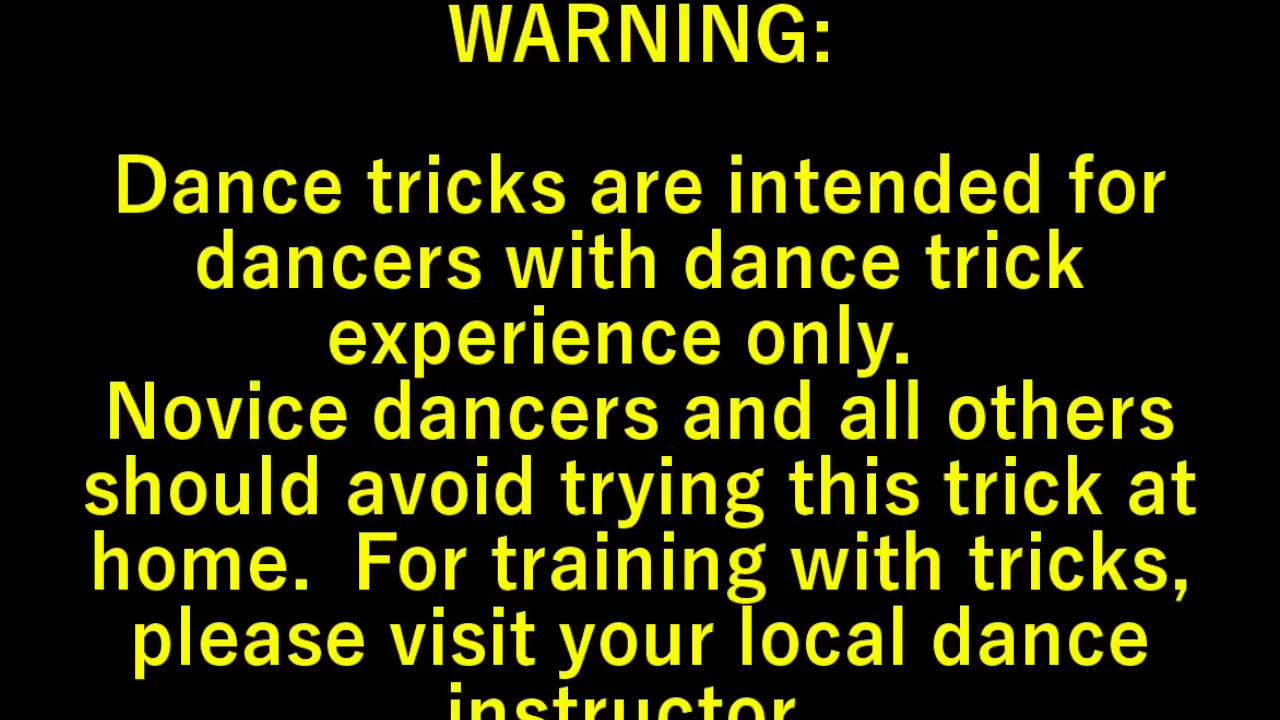 WARNING:
Dance tricks are intended for
dancers with dance trick
experience only.
Novice dancers and all others
should avoid trying this trick at
home.  For training with tricks,
please visit your local dance
instructor